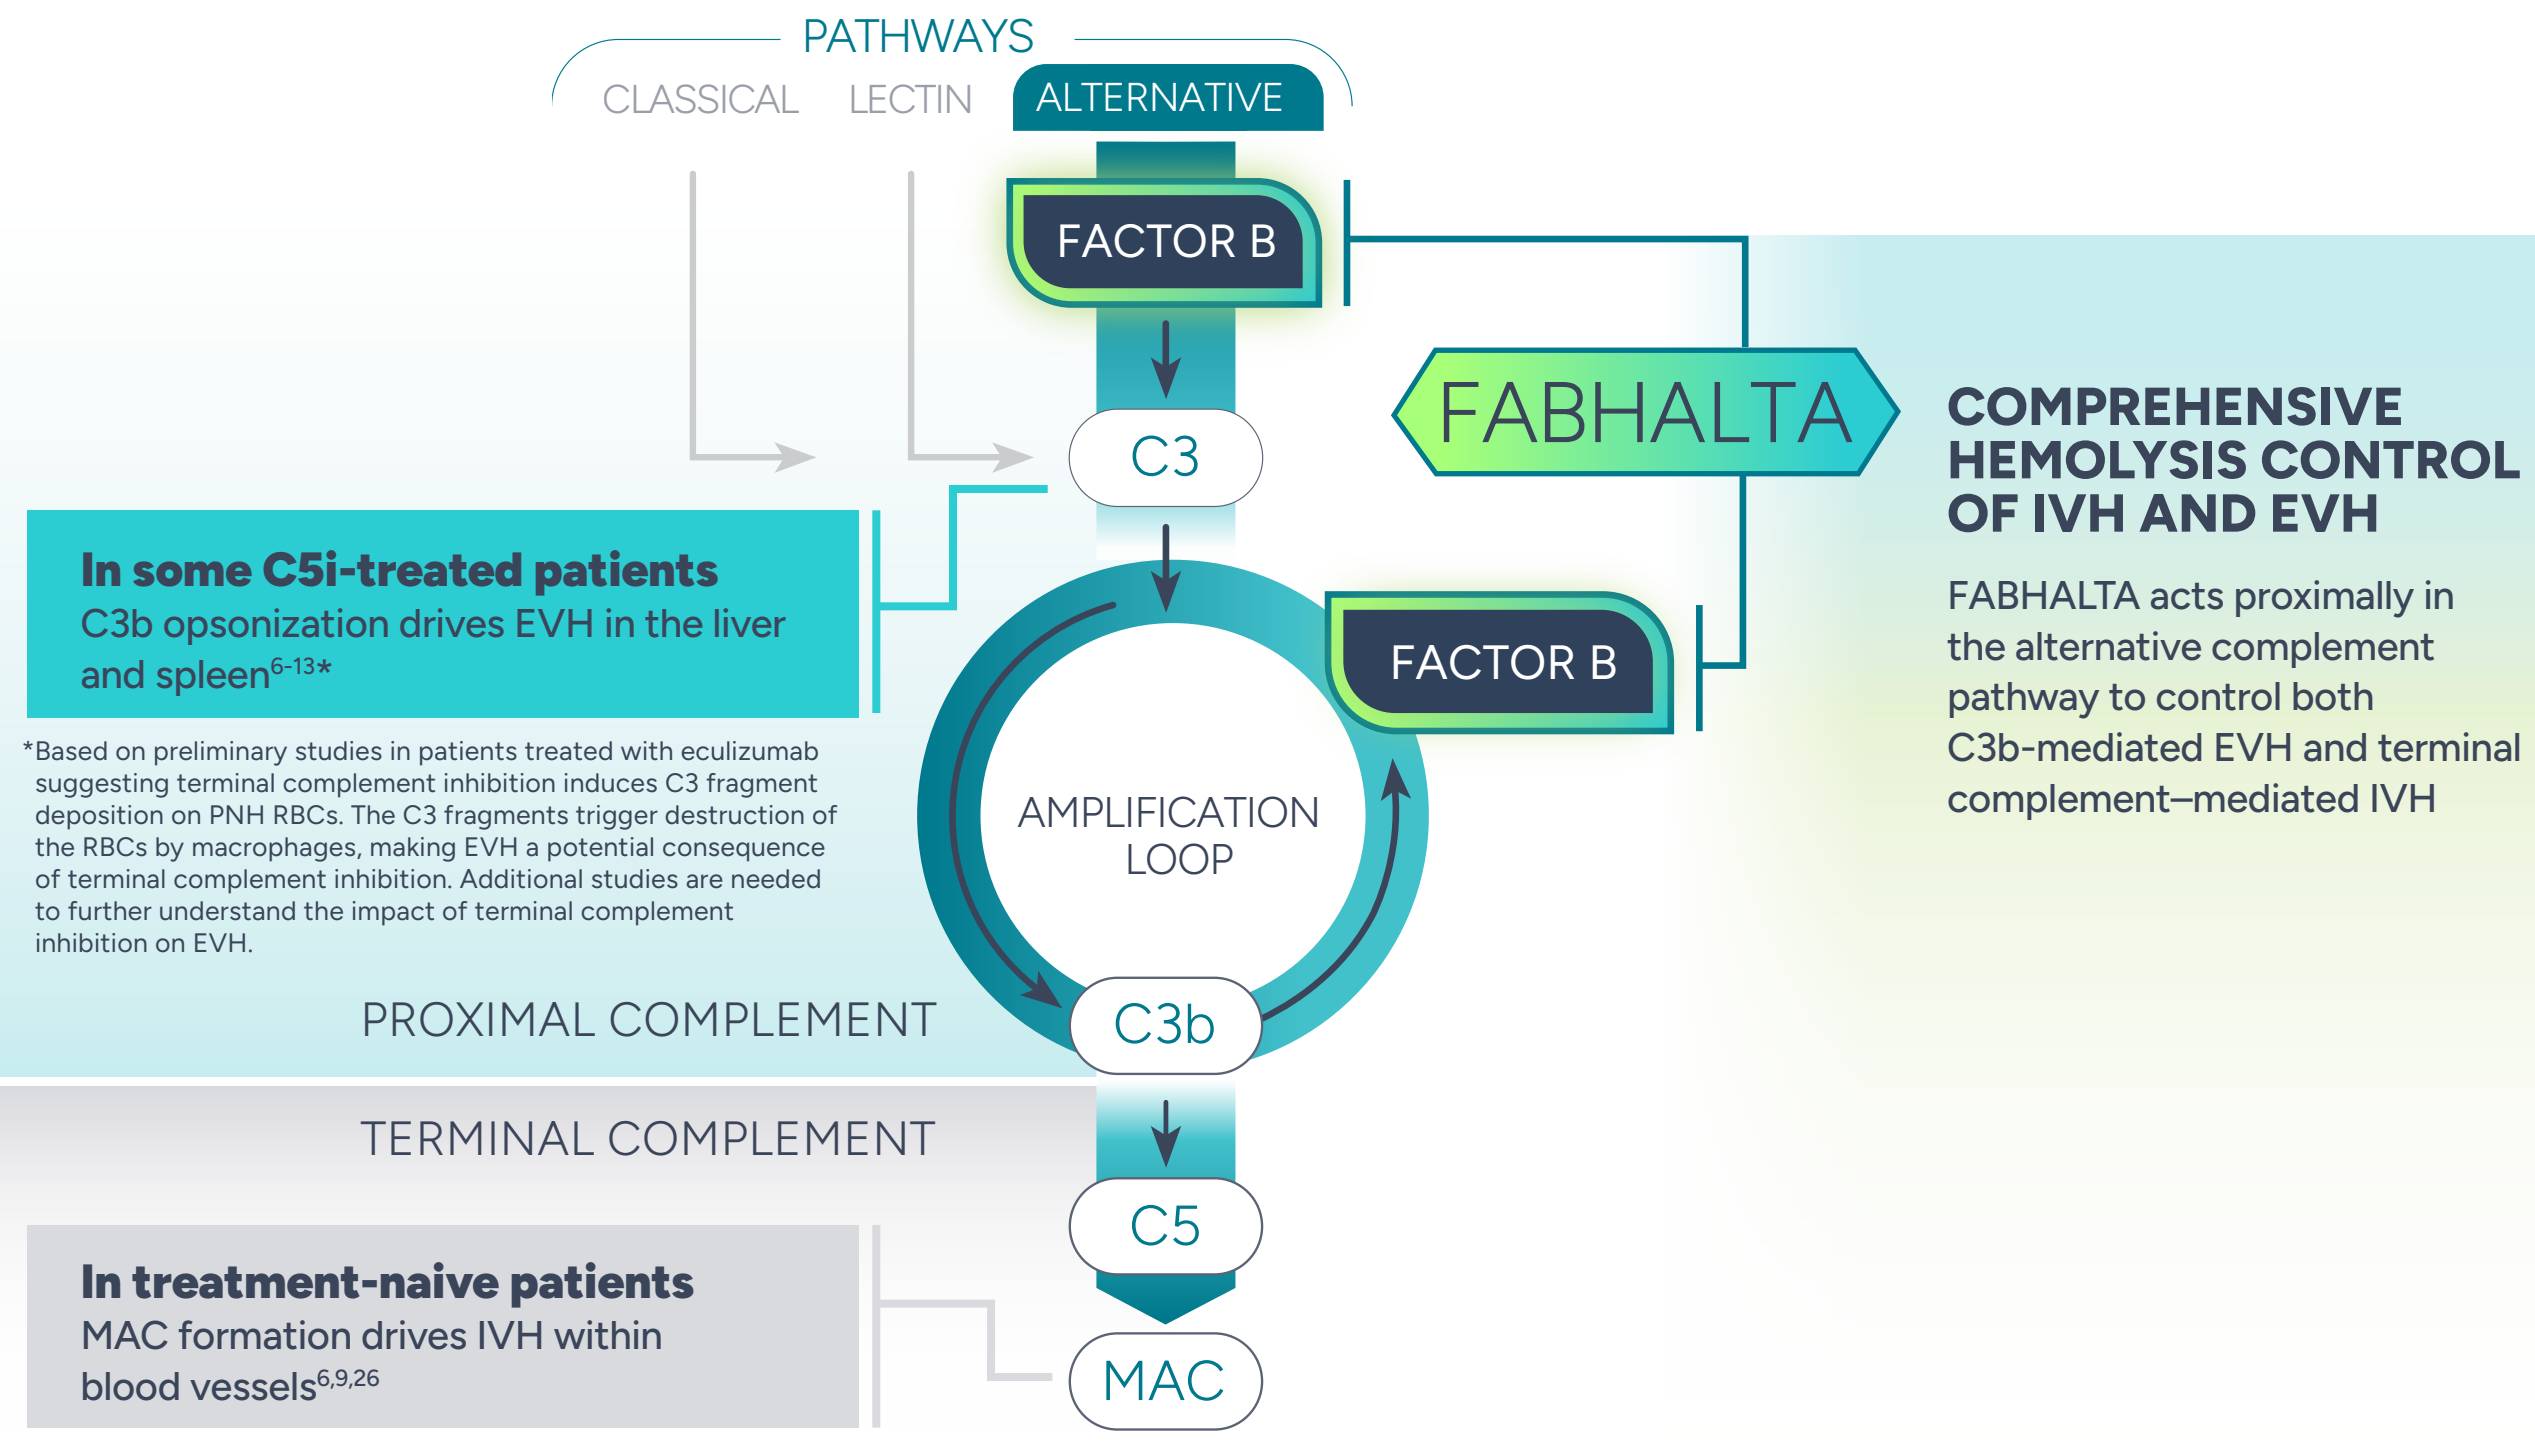 PATHWAYS
CLASSICAL
LECTIN
ALTERNATIVE
FACTOR B
C3
FABHALTA
COMPREHENSIVE
HEMOLYSIS CONTROL
OF IVH AND EVH
FABHALTA acts proximally in
the alternative complement
pathway to control both
C3b-mediated EVH and terminal
complement–mediated IVH
In some C5i-treated patients
C3b opsonization drives EVH in the liver
and spleen6-13*
*Based on preliminary studies in patients treated with eculizumab
suggesting terminal complement inhibition induces C3 fragment
deposition on PNH RBCs. The C3 fragments trigger destruction of
the RBCs by macrophages, making EVH a potential consequence
of terminal complement inhibition. Additional studies are needed
to further understand the impact of terminal complement
inhibition on EVH.
FACTOR B
AMPLIFICATION
LOOP
C3b
PROXIMAL COMPLEMENT
TERMINAL COMPLEMENT
C5
In treatment-naive patients
MAC formation drives IVH within
blood vessels6,9,26
MAC